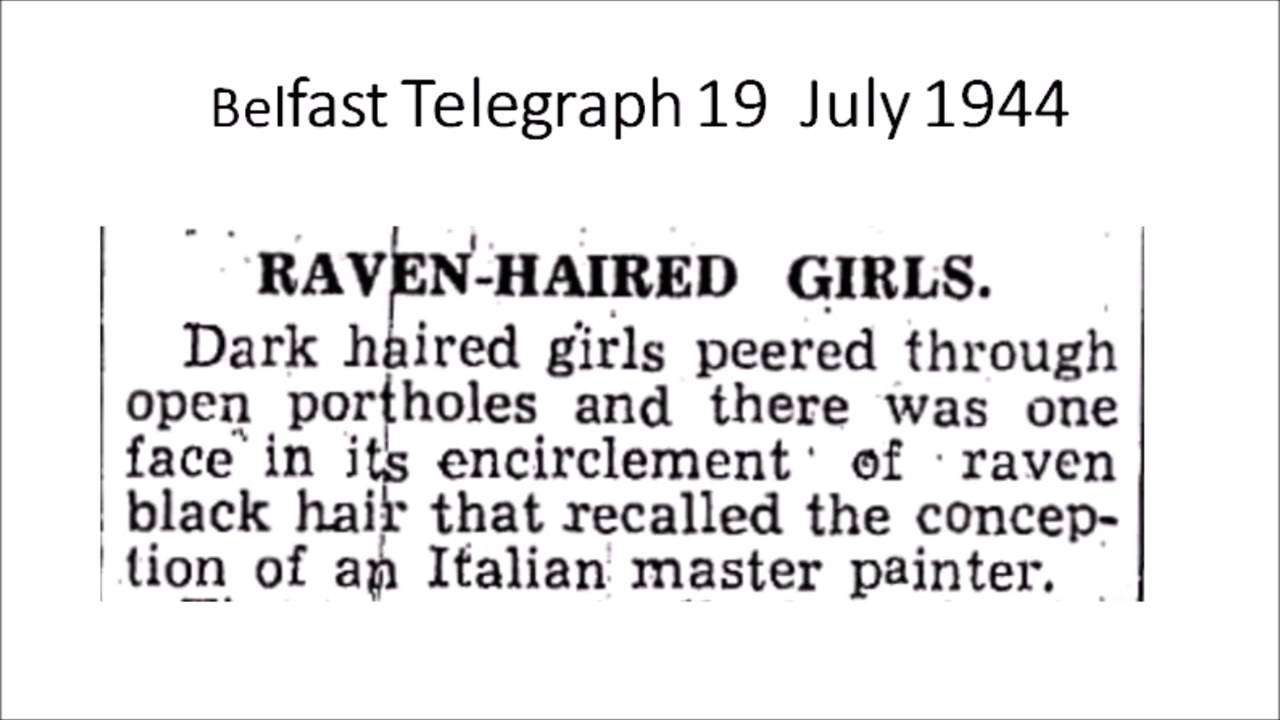 Belfast Telegraph 19 July 1944
RAVEN-HAIRED GIRLS.
Dark haired girls peered through
open portholes and there was one
face in its encirclement of raven
black hair that recalled the concep-
tion of an Italian master painter.